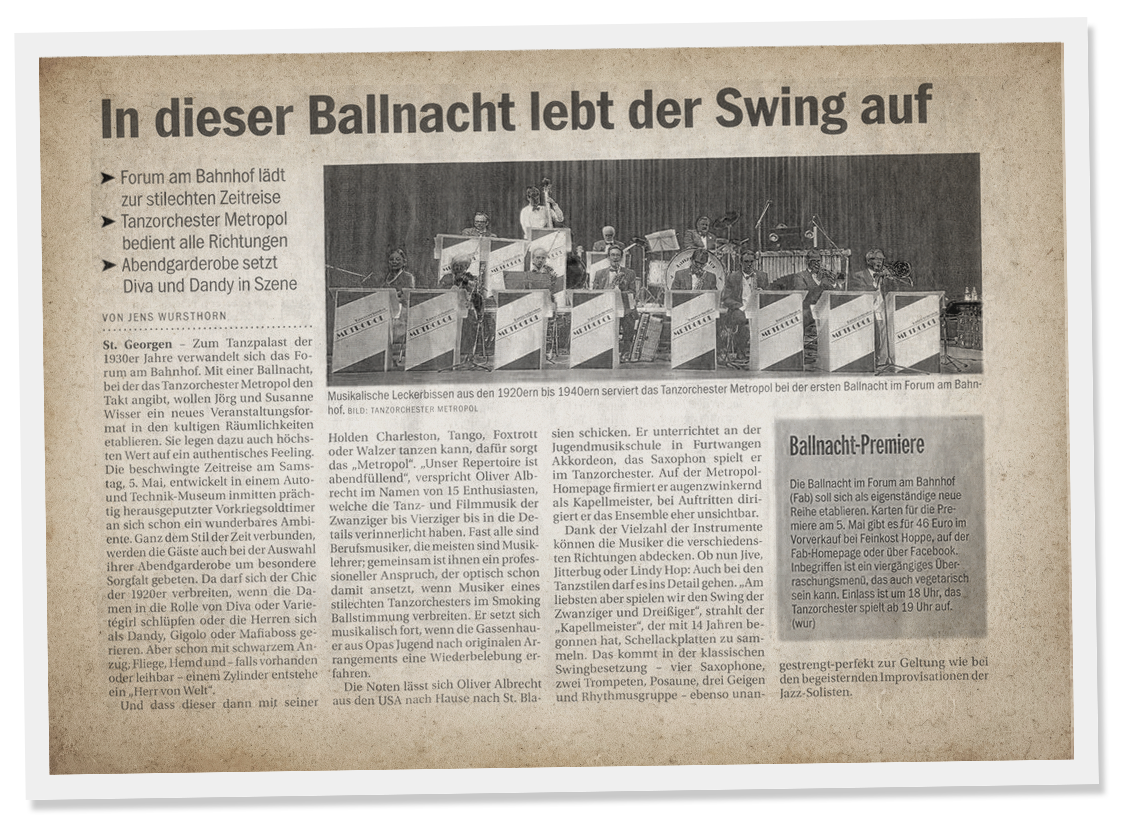 In dieser Ballnacht lebt der Swing auf
➤ Forum am Bahnhof lädt
zur stilechten Zeitreise
➤ Tanzorchester Metropol
bedient alle Richtungen
➤ Abendgarderobe setzt
Diva und Dandy in Szene
VON JENS WURSTHORN
St. Georgen – Zum Tanzpalast der
1930er Jahre verwandelt sich das Fo-
rum am Bahnhof. Mit einer Ballnacht,
bei der das Tanzorchester Metropol den
Takt angibt, wollen Jörg und Susanne
Wisser ein neues Veranstaltungsfor-
mat in den kultigen Räumlichkeiten
etablieren. Sie legen dazu auch höchs-
ten Wert auf ein authentisches Feeling.
Die beschwingte Zeitreise am Sams-
tag, 5. Mai, entwickelt in einem Auto-
und Technik-Museum inmitten präch-
tig herausgeputzter Vorkriegsoldtimer
an sich schon ein wunderbares Ambi-
ente. Ganz dem Stil der Zeit verbunden,
werden die Gäste auch bei der Auswahl
ihrer Abendgarderobe um besondere
Sorgfalt gebeten. Da darf sich der Chic
der 1920er verbreiten, wenn die Da-
men in die Rolle von Diva oder Varie-
tégirl schlüpfen oder die Herren sich
als Dandy, Gigolo oder Mafiaboss ge-
rieren. Aber schon mit schwarzem An-
zug, Fliege, Hemd und – falls vorhanden
oder leihbar – einem Zylinder entstehe
ein „Herr von Welt“.
Und dass dieser dann mit seiner
METROPOL
METROPOL
METROPOL
METROPOL
METROPOL
METROPOL
METROPOL
METROPOL
Musikalische Leckerbissen aus den 1920ern bis 1940ern serviert das Tanzorchester Metropol bei der ersten Ballnacht im Forum am Bahn-
hof. BILD: TANZORCHESTER METROPOL
Holden Charleston, Tango, Foxtrott
oder Walzer tanzen kann, dafür sorgt
das „Metropol“. „Unser Repertoire ist
abendfüllend“, verspricht Oliver Alb-
recht im Namen von 15 Enthusiasten,
welche die Tanz- und Filmmusik der
Zwanziger bis Vierziger bis in die De-
tails verinnerlicht haben. Fast alle sind
Berufsmusiker, die meisten sind Musik-
lehrer; gemeinsam ist ihnen ein profes-
sioneller Anspruch, der optisch schon
damit ansetzt, wenn Musiker eines
stilechten Tanzorchesters im Smoking
Ballstimmung verbreiten. Er setzt sich
musikalisch fort, wenn die Gassenhau-
er aus Opas Jugend nach originalen Ar-
rangements eine Wiederbelebung er-
fahren.
Die Noten lässt sich Oliver Albrecht
aus den USA nach Hause nach St. Bla-
sien schicken. Er unterrichtet an der
Jugendmusikschule in Furtwangen
Akkordeon, das Saxophon spielt er
im Tanzorchester. Auf der Metropol-
Homepage firmiert er augenzwinkernd
als Kapellmeister, bei Auftritten diri-
giert er das Ensemble eher unsichtbar.
Dank der Vielzahl der Instrumente
können die Musiker die verschiedens-
ten Richtungen abdecken. Ob nun Jive,
Jitterbug oder Lindy Hop: Auch bei den
Tanzstilen darf es ins Detail gehen. „Am
liebsten aber spielen wir den Swing der
Zwanziger und Dreißiger“, strahlt der
„Kapellmeister“, der mit 14 Jahren be-
gonnen hat, Schellackplatten zu sam-
meln. Das kommt in der klassischen
Swingbesetzung – vier Saxophone,
zwei Trompeten, Posaune, drei Geigen
und Rhythmusgruppe – ebenso unan-
Ballnacht-Premiere
Die Ballnacht im Forum am Bahnhof
(Fab) soll sich als eigenständige neue
Reihe etablieren. Karten für die Pre-
miere am 5. Mai gibt es für 46 Euro im
Vorverkauf bei Feinkost Hoppe, auf der
Fab-Homepage oder über Facebook.
Inbegriffen ist ein viergängiges Über-
raschungsmenü, das auch vegetarisch
sein kann. Einlass ist um 18 Uhr, das
Tanzorchester spielt ab 19 Uhr auf.
(wur)
gestrengt-perfekt zur Geltung wie bei
den begeisternden Improvisationen der
Jazz-Solisten.